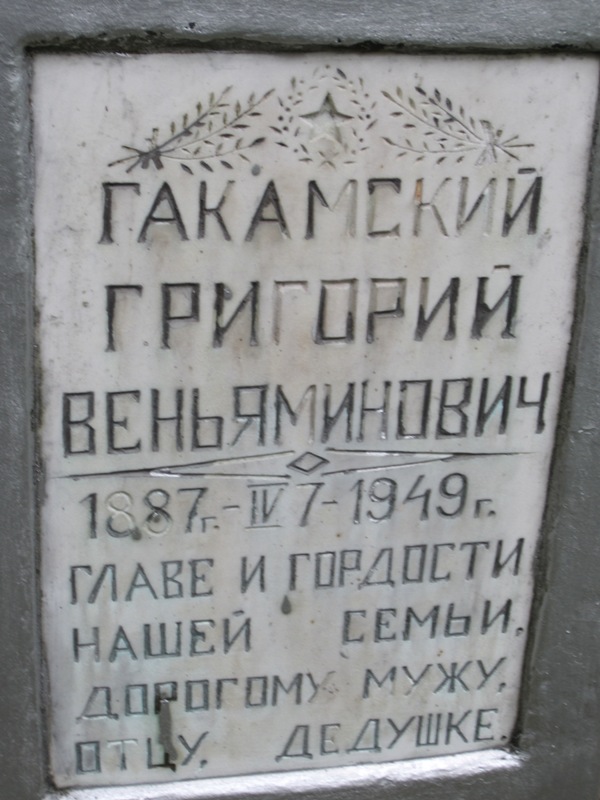 ГАКАМСКИЙ
ГРИГОРИЙ
ВЕНЬЯМИНОВИЧ
1887г.-IV 7-1949г.
ГЛАВЕ И ГОРДОСТИ
НАШЕЙ СЕМЬИ,
ДОРОГОМУ МУЖУ,
ОТЦУ, ДЕДУШКЕ.